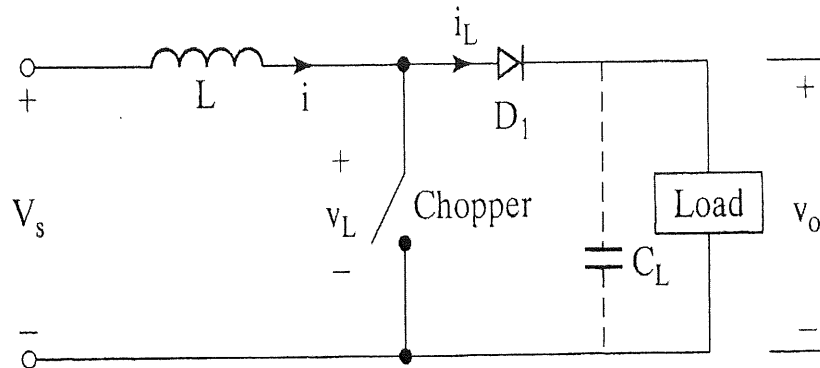 i_L
+
L
i
D_1
+
V_s
+
v_L
−
Chopper
C_L
Load
v_o
−
−